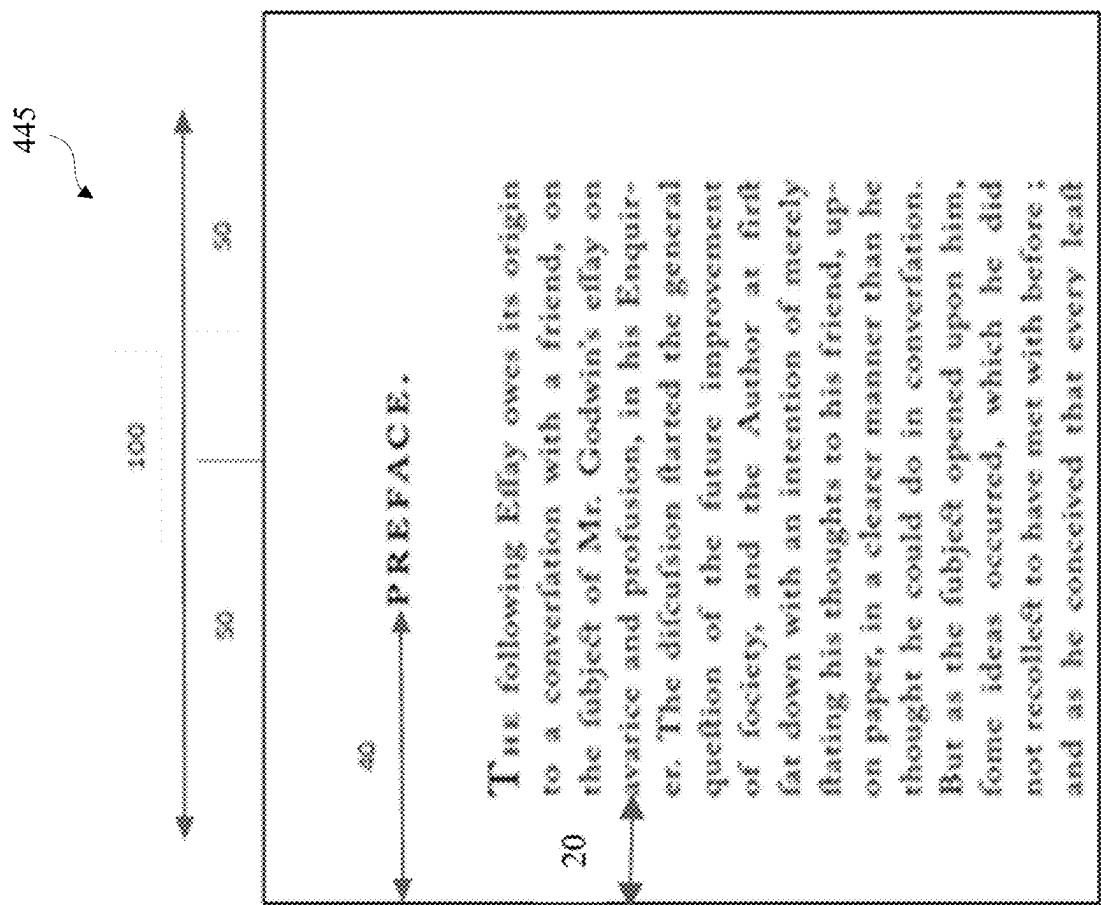 445
100
50 50
40
PREFACE.
THE following Eſſay owes its origin
to a converſation with a friend, on
the ſubject of Mr. Godwin's eſſay on
20
avarice and profuſion, in his Enquir-
er. The diſcuſsion ſtarted the general
queſtion of the future improvement
of ſociety, and the Author at firſt
ſat down with an intention of merely
ſtating his thoughts to his friend, up-
on paper, in a clearer manner than he
thought he could do in converſation.
But as the ſubject opened upon him,
ſome ideas occurred, which he did
not recollect to have met with before ;
and as he conceived that every leaſt